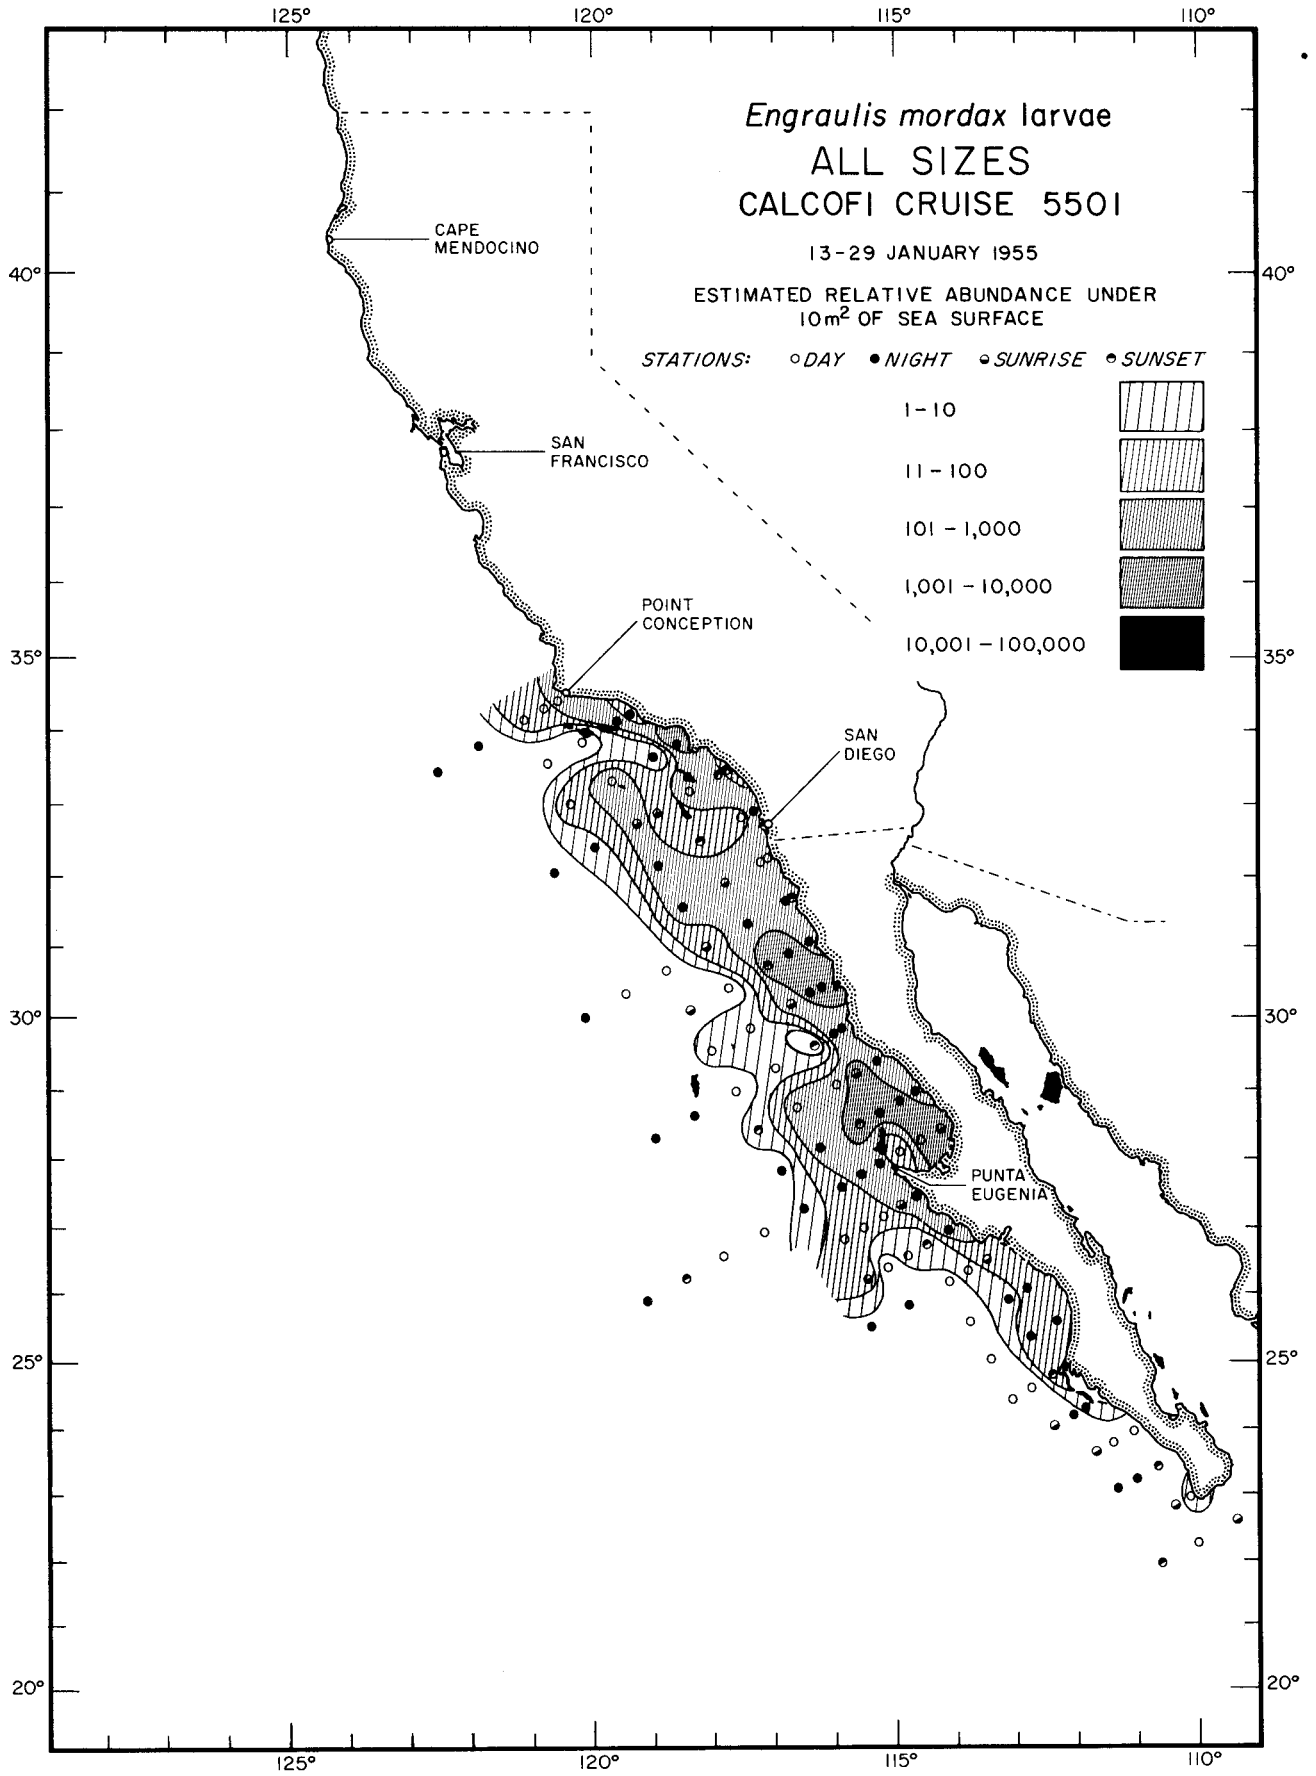 125°
120°
115°
110°
Engraulis mordax larvae
ALL SIZES
CALCOFI CRUISE 5501
13-29 JANUARY 1955
ESTIMATED RELATIVE ABUNDANCE UNDER
10m² OF SEA SURFACE
STATIONS: DAY NIGHT SUNRISE SUNSET
1-10
11-100
101-1,000
1,001-10,000
10,001-100,000
CAPE
MENDOCINO
40°
40°
SAN
FRANCISCO
POINT
CONCEPTION
35°
35°
SAN
DIEGO
30°
30°
PUNTA
EUGENIA
25°
25°
20°
20°
125°
120°
115°
110°